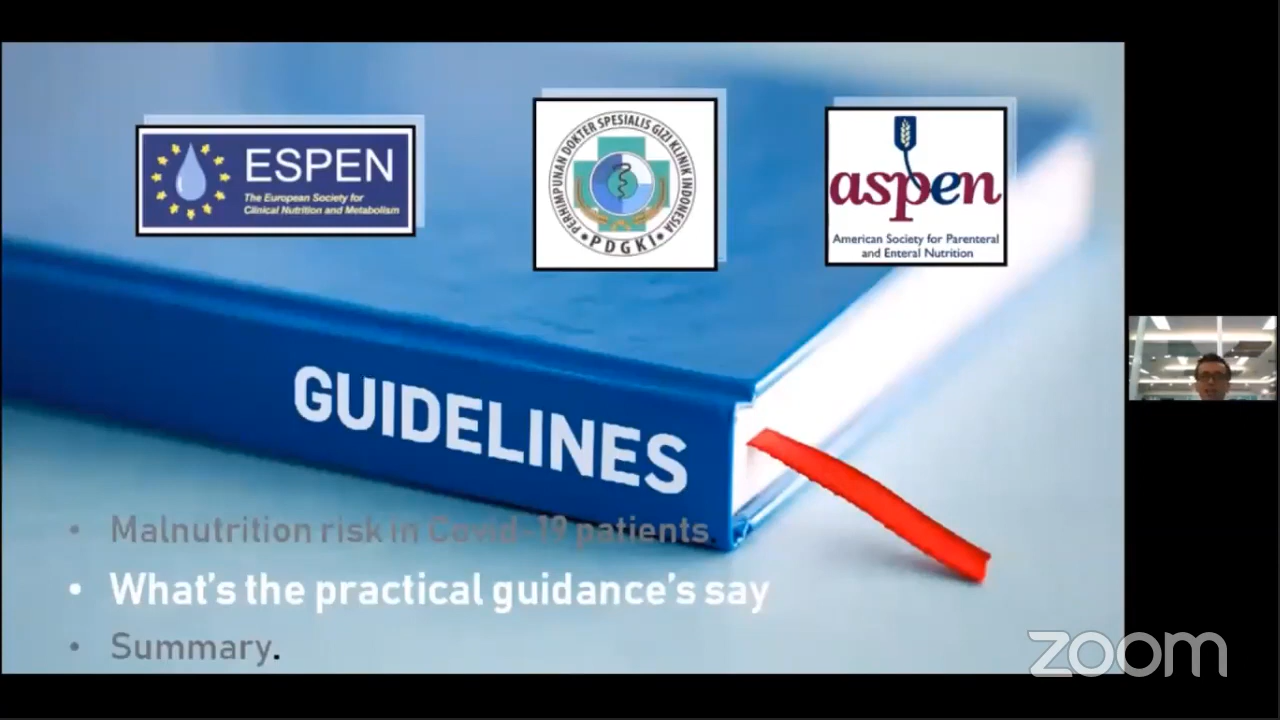 ESPEN
The European Society for
Clinical Nutrition and Metabolism
PERHIMPUNAN DOKTER SPESIALIS GIZI KLINIK INDONESIA
• PDGKI •
aspen
American Society for Parenteral
and Enteral Nutrition
GUIDELINES
• Malnutrition risk in Covid-19 patients.
• What's the practical guidance's say
• Summary.
zoom